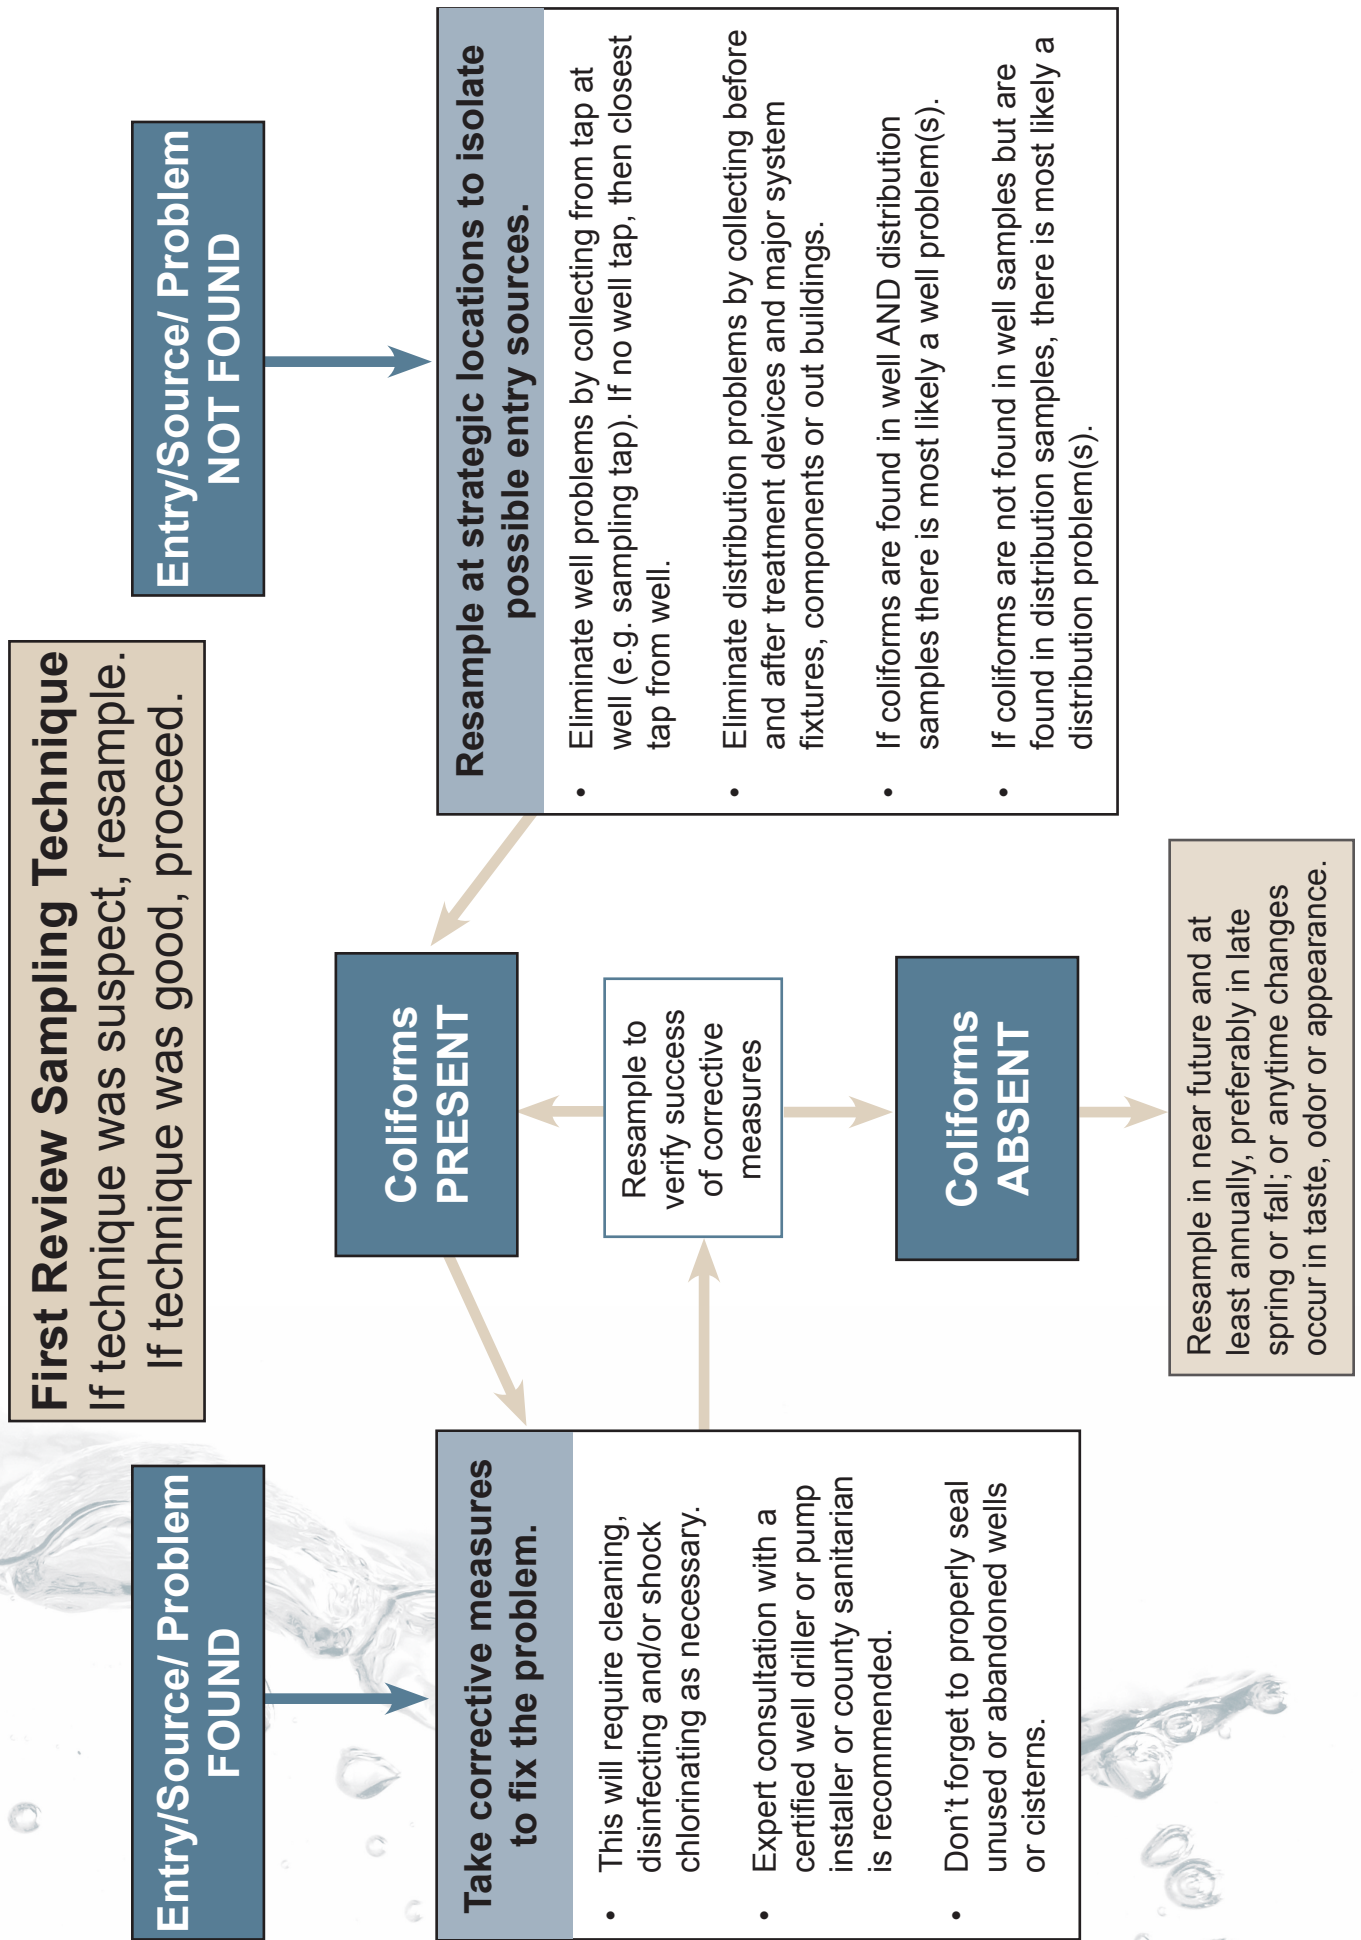 First Review Sampling Technique
If technique was suspect, resample.
If technique was good, proceed.
Entry/Source/ Problem
FOUND
Take corrective measures
to fix the problem.
• This will require cleaning,
disinfecting and/or shock
chlorinating as necessary.
• Expert consultation with a
certified well driller or pump
installer or county sanitarian
is recommended.
• Don't forget to properly seal
unused or abandoned wells
or cisterns.
Coliforms
PRESENT
Resample to
verify success
of corrective
measures
Coliforms
ABSENT
Resample in near future and at
least annually, preferably in late
spring or fall; or anytime changes
occur in taste, odor or appearance.
Entry/Source/ Problem
NOT FOUND
Resample at strategic locations to isolate
possible entry sources.
• Eliminate well problems by collecting from tap at
well (e.g. sampling tap). If no well tap, then closest
tap from well.
• Eliminate distribution problems by collecting before
and after treatment devices and major system
fixtures, components or out buildings.
• If coliforms are found in well AND distribution
samples there is most likely a well problem(s).
• If coliforms are not found in well samples but are
found in distribution samples, there is most likely a
distribution problem(s).